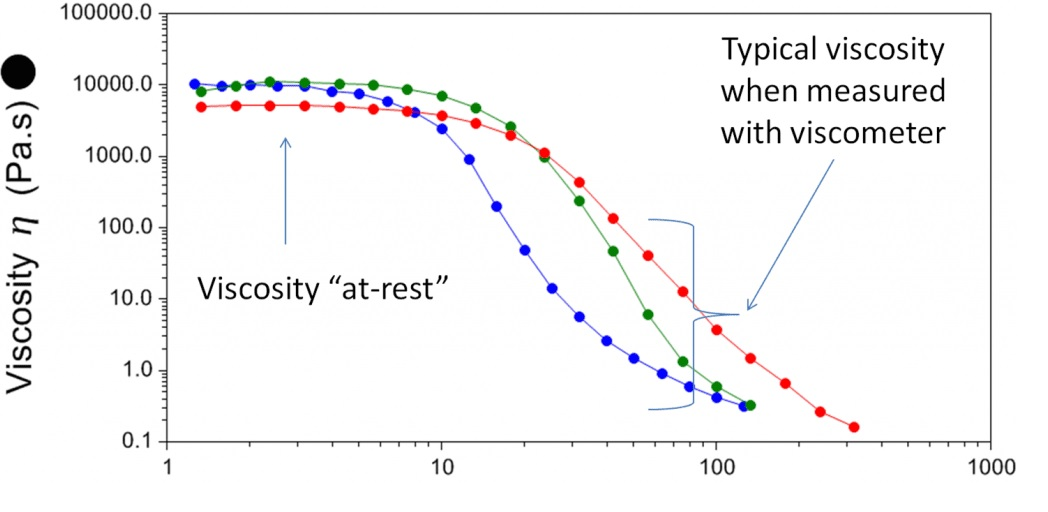 100000.0
10000.0
1000.0
100.0
10.0
1.0
0.1
Viscosity η (Pa.s)
Typical viscosity
when measured
with viscometer
Viscosity “at-rest”
1
10
100
1000